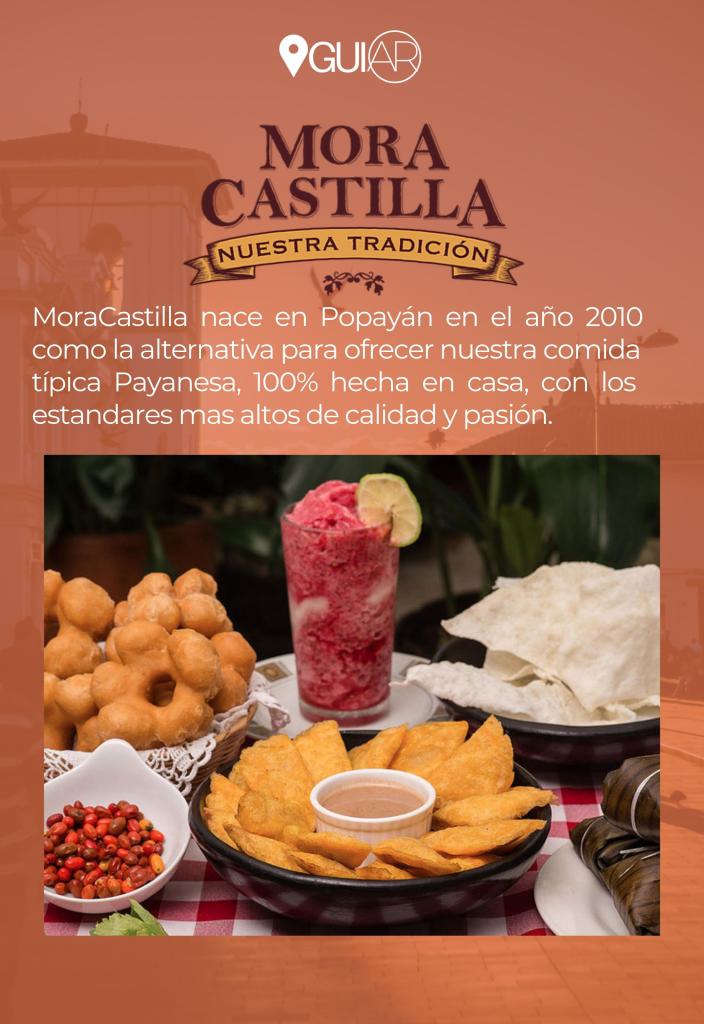 GUIAR
MORA
CASTILLA
NUESTRA TRADICIÓN
MoraCastilla nace en Popayán en el año 2010
como la alternativa para ofrecer nuestra comida
típica Payanesa, 100% hecha en casa, con los
estandares mas altos de calidad y pasión.